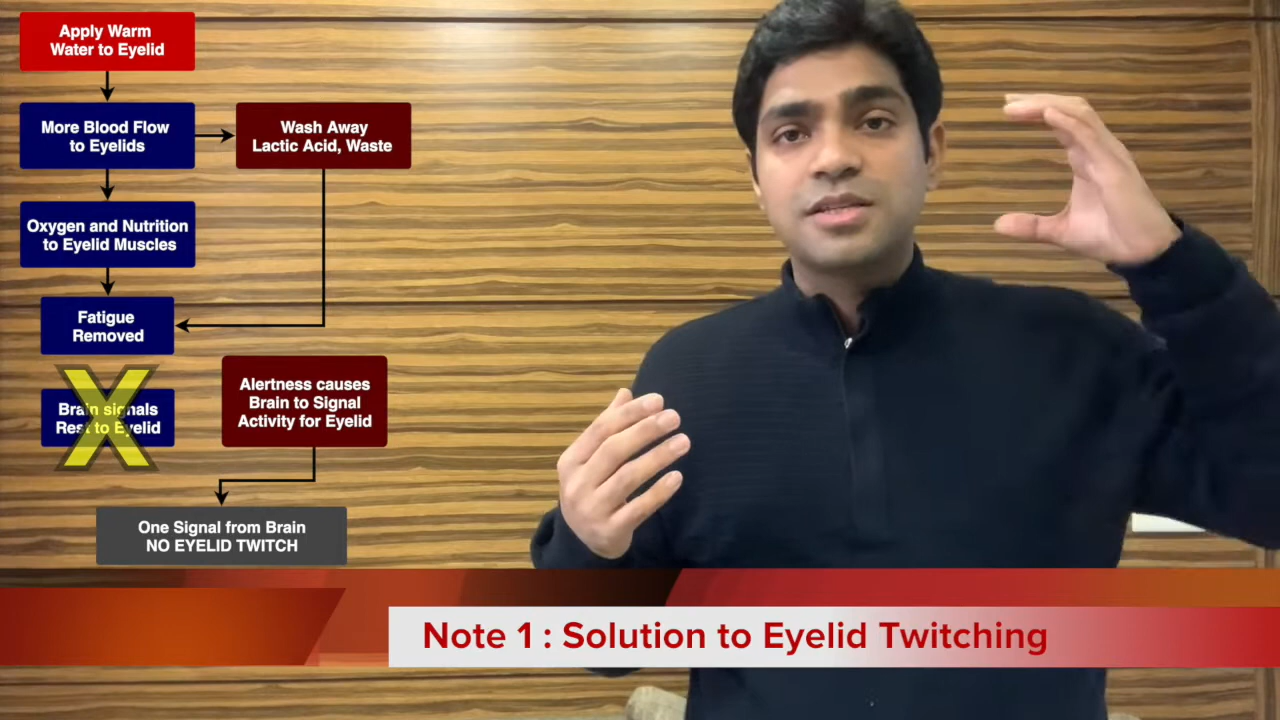 Apply Warm
Water to Eyelid
More Blood Flow
to Eyelids
Wash Away
Lactic Acid, Waste
Oxygen and Nutrition
to Eyelid Muscles
Fatigue
Removed
Brain signals
Rest to Eyelid
X
Alertness causes
Brain to Signal
Activity for Eyelid
One Signal from Brain
NO EYELID TWITCH
Note 1 : Solution to Eyelid Twitching